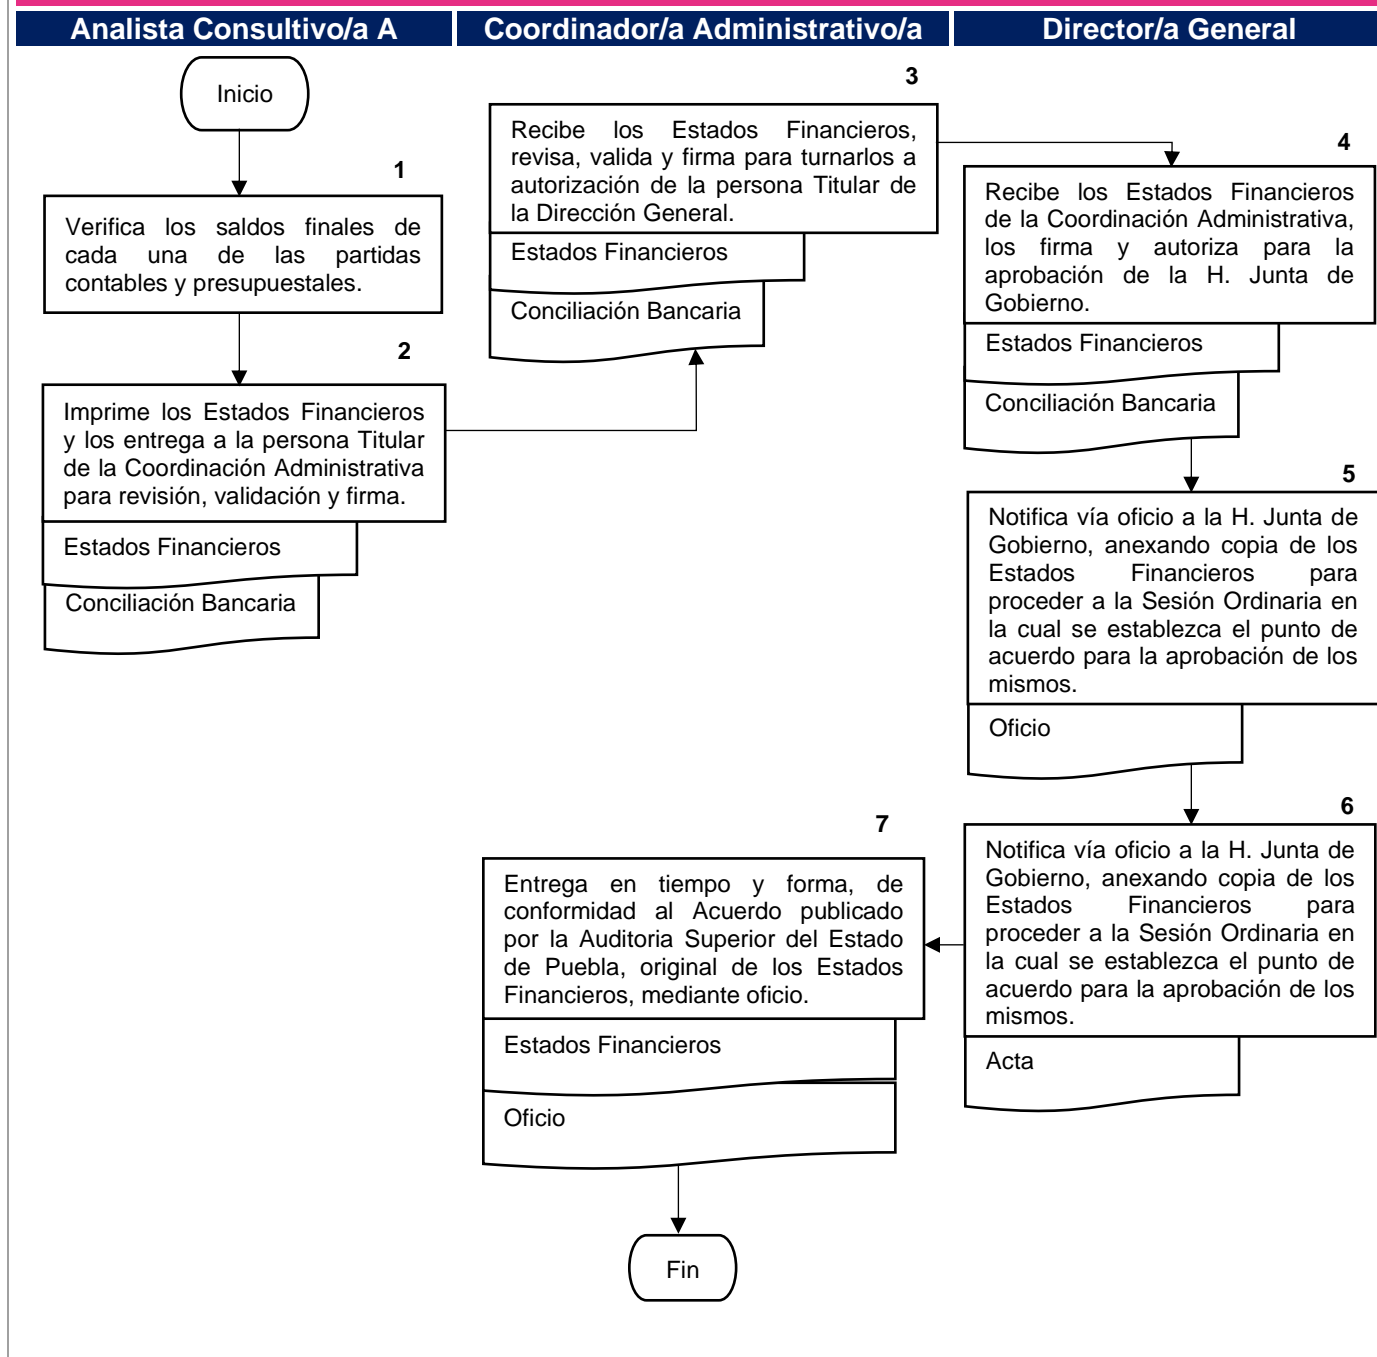 Analista Consultivo/a A
Coordinador/a Administrativo/a
Director/a General
Inicio
1
Verifica los saldos finales de
cada una de las partidas
contables y presupuestales.
2
Imprime los Estados Financieros
y los entrega a la persona Titular
de la Coordinación Administrativa
para revisión, validación y firma.
Estados Financieros
Conciliación Bancaria
3
Recibe los Estados Financieros,
revisa, valida y firma para turnarlos a
autorización de la persona Titular de
la Dirección General.
Estados Financieros
Conciliación Bancaria
4
Recibe los Estados Financieros
de la Coordinación Administrativa,
los firma y autoriza para la
aprobación de la H. Junta de
Gobierno.
Estados Financieros
Conciliación Bancaria
5
Notifica vía oficio a la H. Junta de
Gobierno, anexando copia de los
Estados Financieros para
proceder a la Sesión Ordinaria en
la cual se establezca el punto de
acuerdo para la aprobación de los
mismos.
Oficio
6
Notifica vía oficio a la H. Junta de
Gobierno, anexando copia de los
Estados Financieros para
proceder a la Sesión Ordinaria en
la cual se establezca el punto de
acuerdo para la aprobación de los
mismos.
Acta
7
Entrega en tiempo y forma, de
conformidad al Acuerdo publicado
por la Auditoria Superior del Estado
de Puebla, original de los Estados
Financieros, mediante oficio.
Estados Financieros
Oficio
Fin